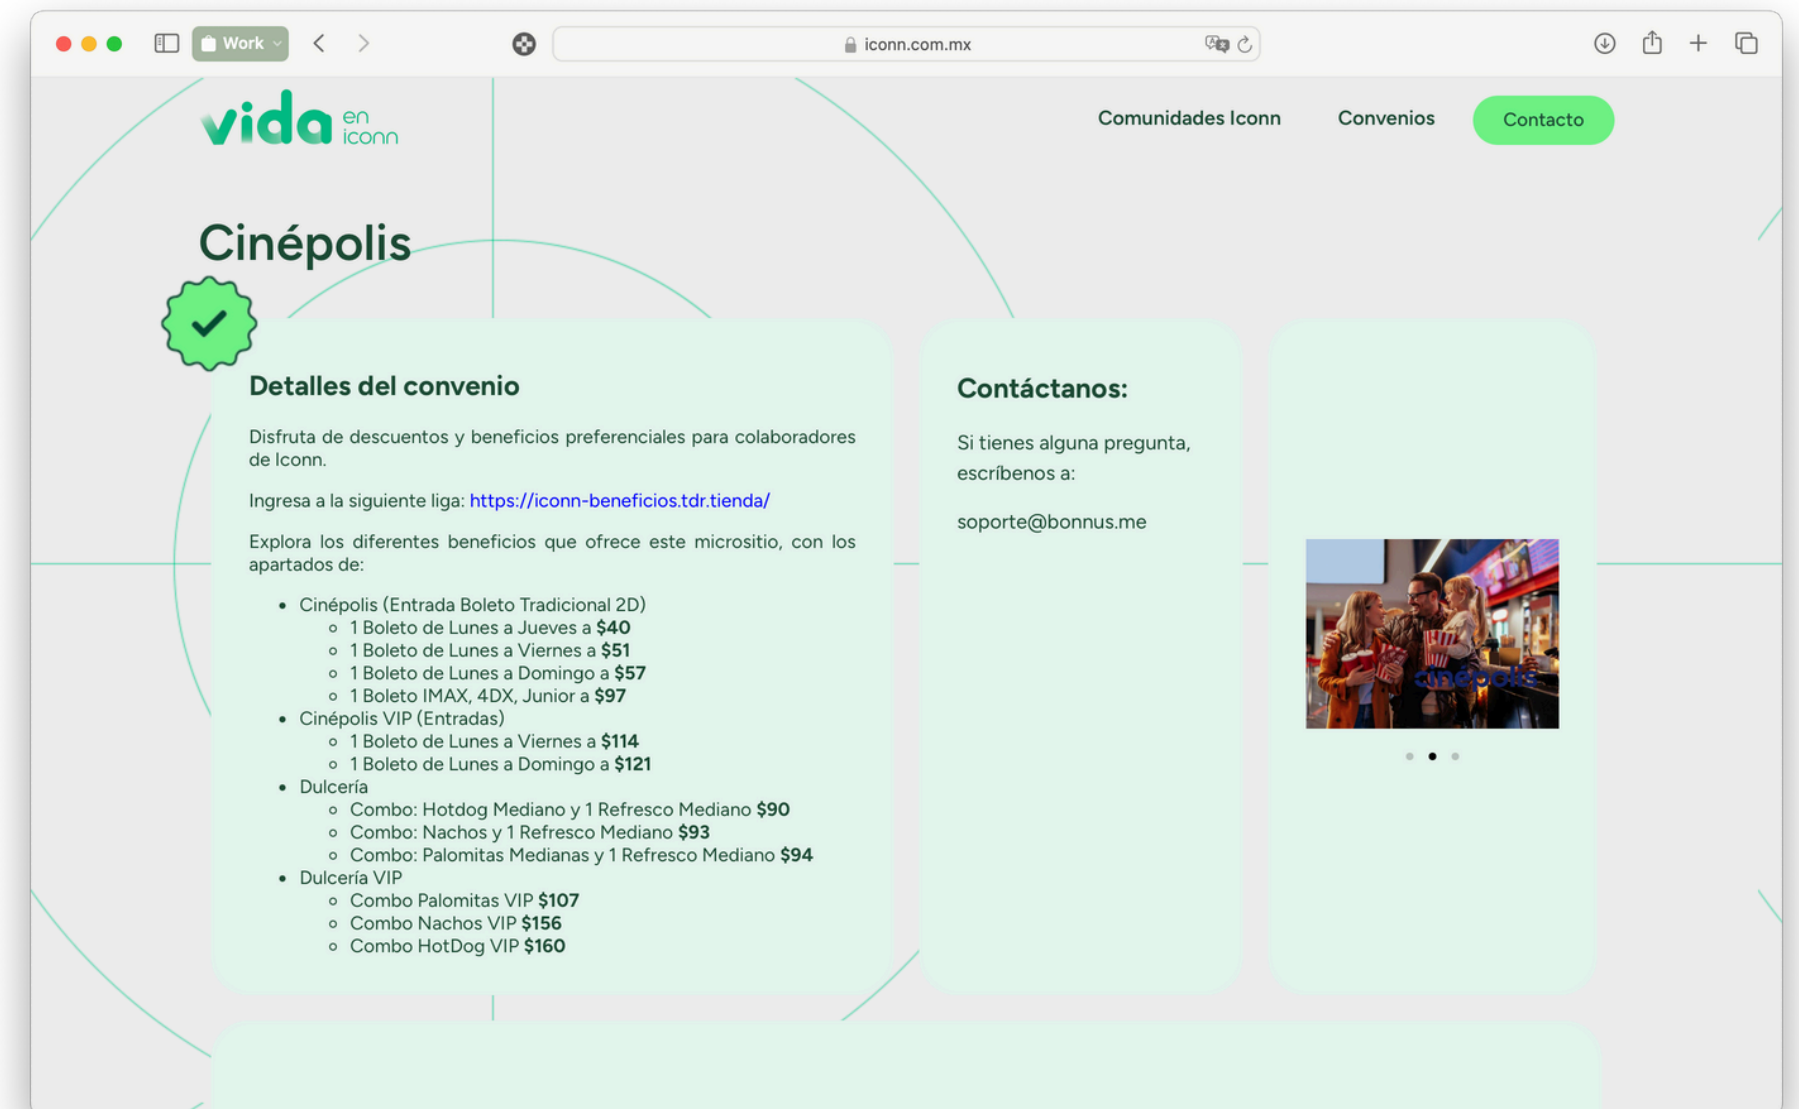 Work
iconn.com.mx
vida en iconn
Comunidades Iconn
Convenios
Contacto
Cinépolis
Detalles del convenio
Disfruta de descuentos y beneficios preferenciales para colaboradores
de Iconn.
Ingresa a la siguiente liga: https://iconn-beneficios.tdr.tienda/
Explora los diferentes beneficios que ofrece este micrositio, con los
apartados de:
Cinépolis (Entrada Boleto Tradicional 2D)
1 Boleto de Lunes a Jueves a $40
1 Boleto de Lunes a Viernes a $51
1 Boleto de Lunes a Domingo a $57
1 Boleto IMAX, 4DX, Junior a $97
Cinépolis VIP (Entradas)
1 Boleto de Lunes a Viernes a $114
1 Boleto de Lunes a Domingo a $121
Dulcería
Combo: Hotdog Mediano y 1 Refresco Mediano $90
Combo: Nachos y 1 Refresco Mediano $93
Combo: Palomitas Medianas y 1 Refresco Mediano $94
Dulcería VIP
Combo Palomitas VIP $107
Combo Nachos VIP $156
Combo HotDog VIP $160
Contáctanos:
Si tienes alguna pregunta,
escríbenos a:
soporte@bonnus.me
cinépolis